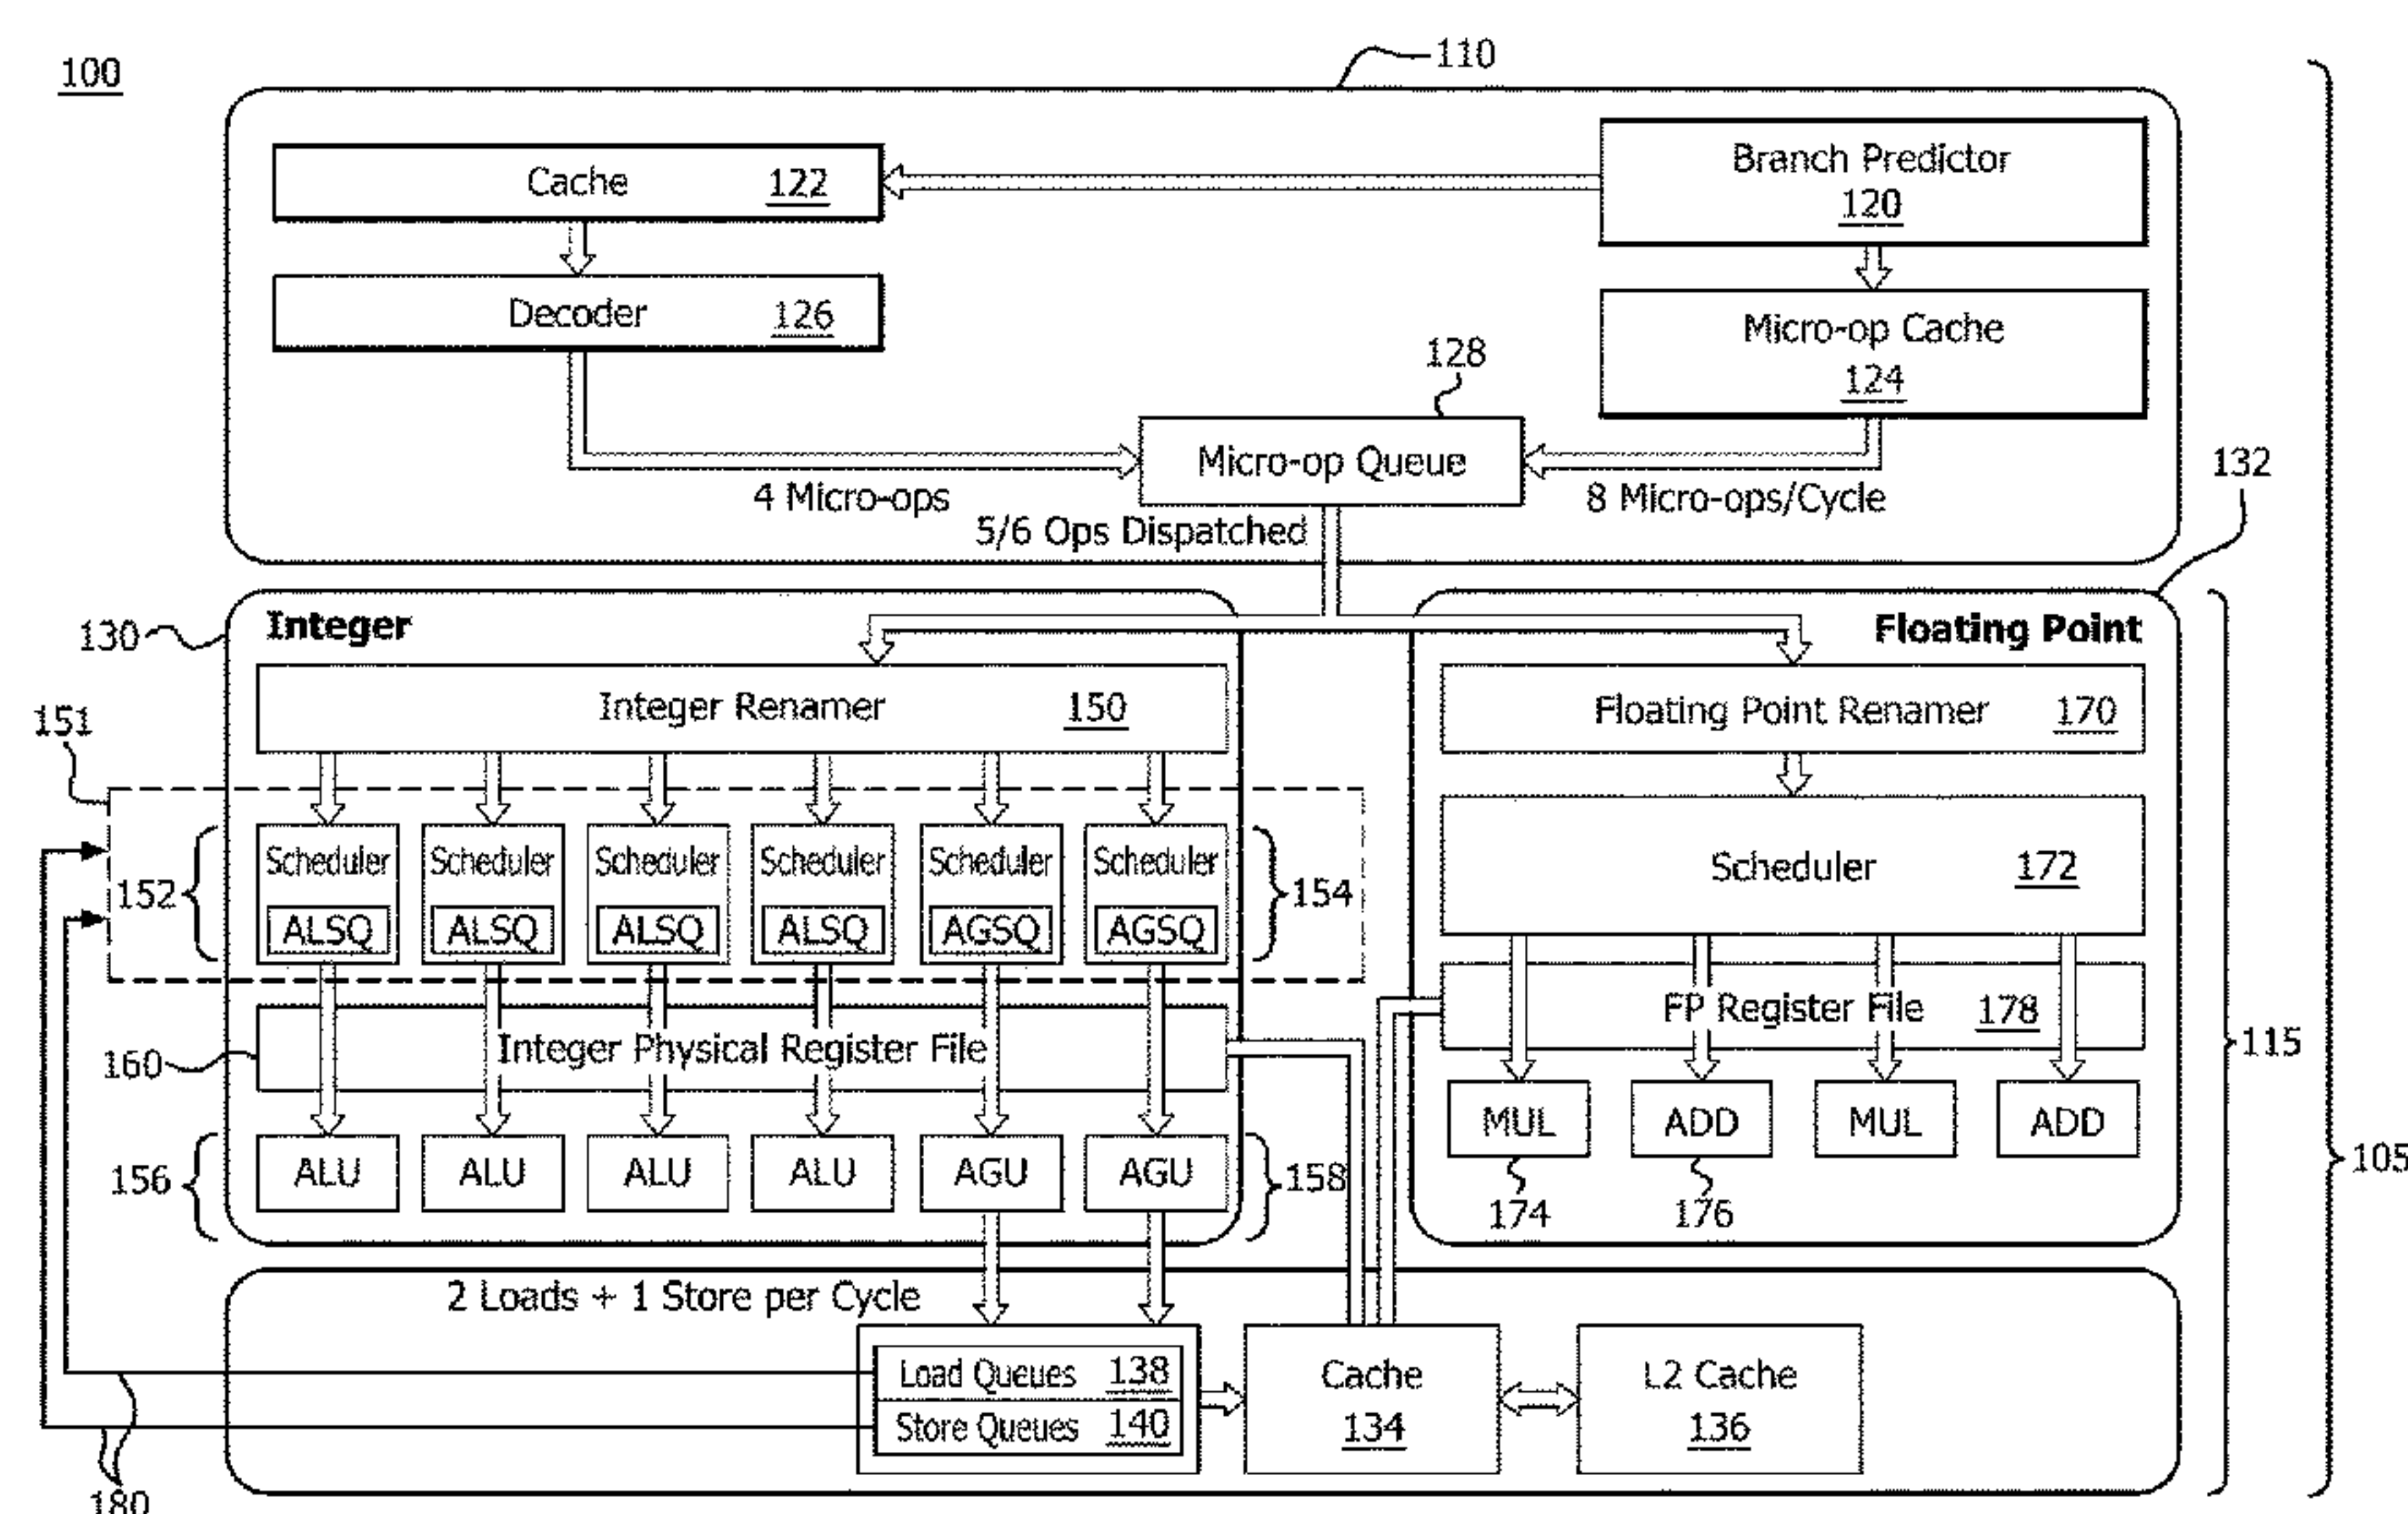 100
110
Cache 122
Branch Predictor
120
Decoder 126
Micro-op Cache
124
128
Micro-op Queue
4 Micro-ops
8 Micro-ops/Cycle
5/6 Ops Dispatched
132
130
Integer
Floating Point
Integer Renamer 150
Floating Point Renamer 170
151
Scheduler Scheduler Scheduler Scheduler Scheduler Scheduler
ALSQ ALSQ ALSQ ALSQ AGSQ AGSQ
152
154
Scheduler 172
160
Integer Physical Register File
FP Register File 178
115
156
ALU ALU ALU ALU AGU AGU
158
MUL ADD MUL ADD
174 176
105
2 Loads + 1 Store per Cycle
Load Queues 138
Store Queues 140
Cache
134
L2 Cache
136
180